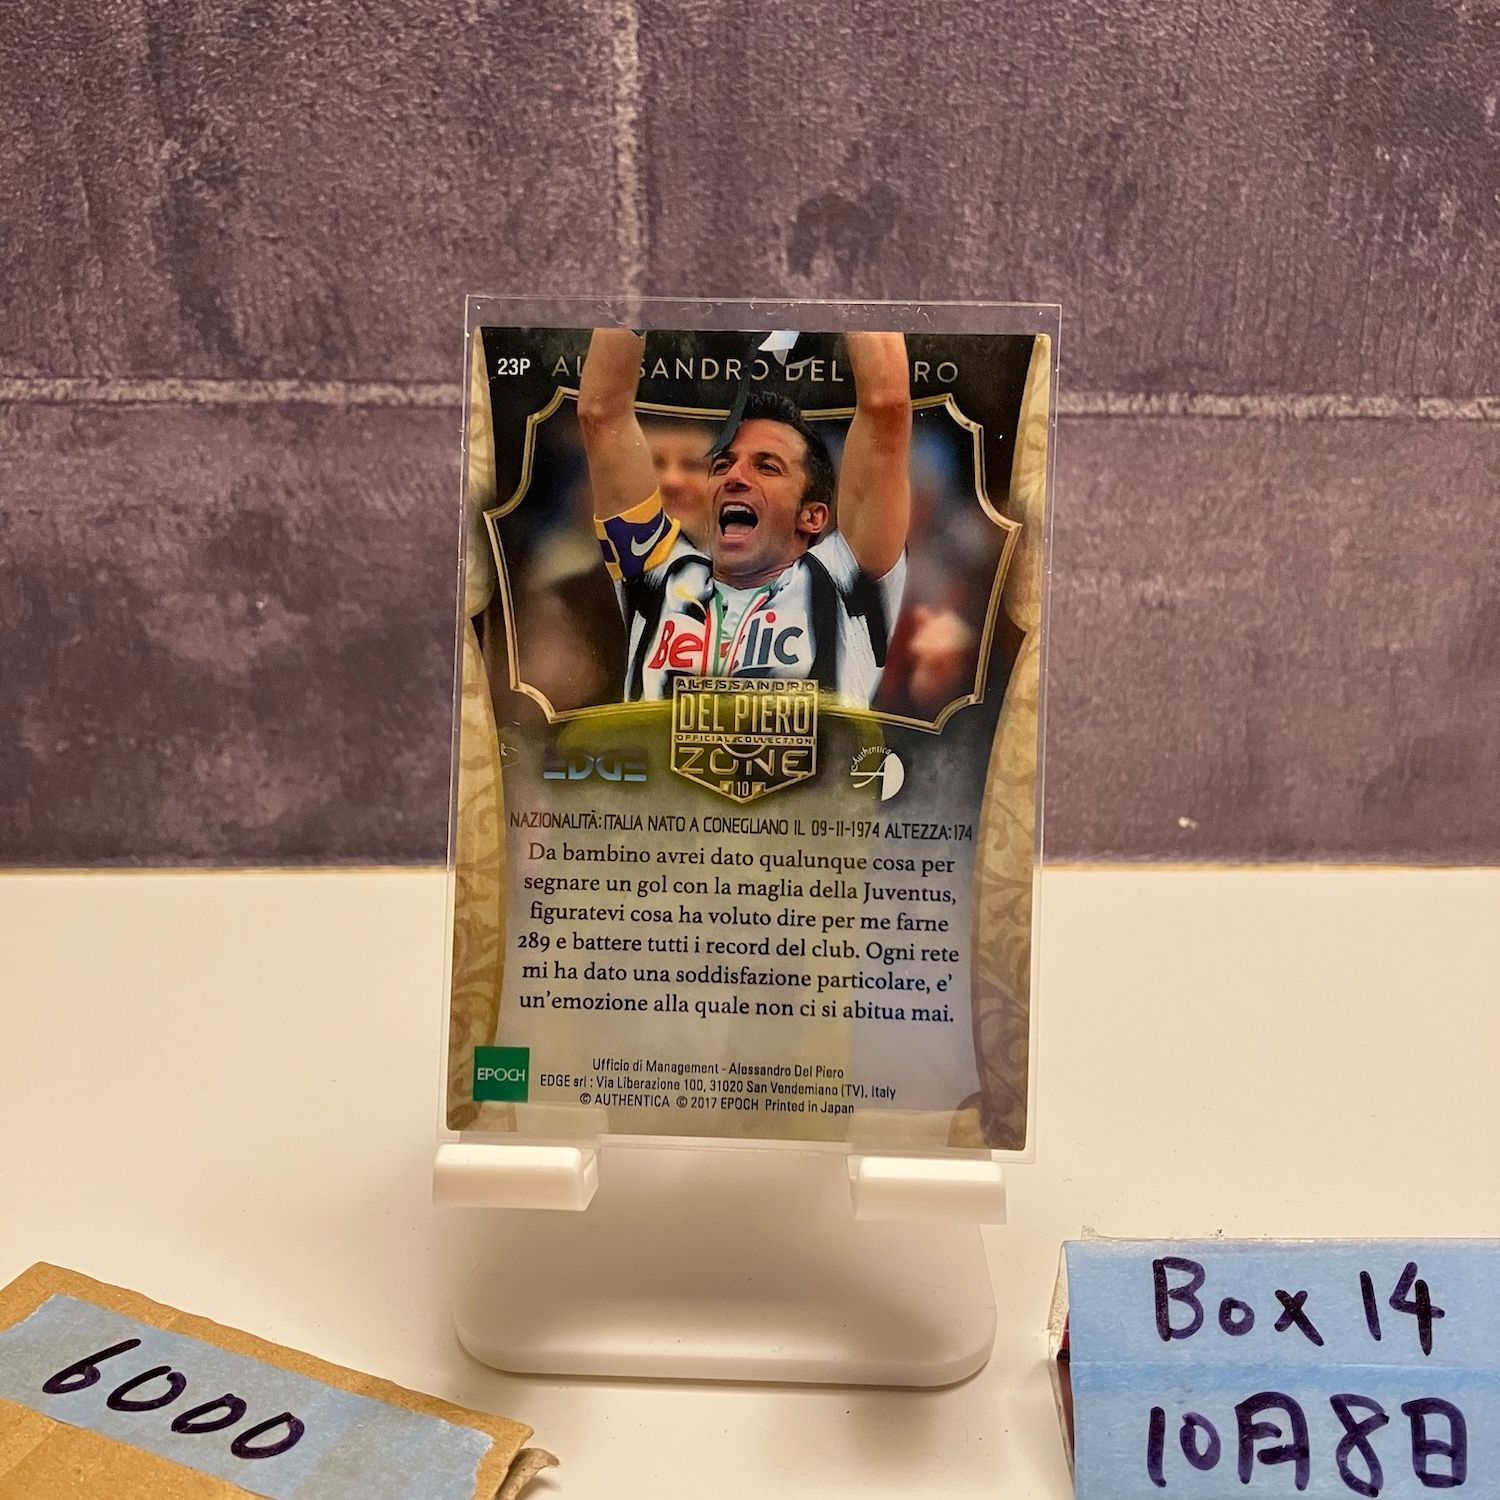 23P ALESSANDRO DEL PIERO
ALESSANDRO
DEL PIERO
OFFICIAL COLLECTION
ZONE
10
EDGE
Authentica
NAZIONALITÀ: ITALIA NATO A CONEGLIANO IL 09-11-1974 ALTEZZA: 174
Da bambino avrei dato qualunque cosa per
segnare un gol con la maglia della Juventus,
figuratevi cosa ha voluto dire per me farne
289 e battere tutti i record del club. Ogni rete
mi ha dato una soddisfazione particolare, e'
un'emozione alla quale non ci si abitua mai.
EPOCH
Ufficio di Management - Alessandro Del Piero
EDGE srl : Via Liberazione 100, 31020 San Vendemiano (TV), Italy
© AUTHENTICA © 2017 EPOCH Printed in Japan
6000
Box 14
10月8日